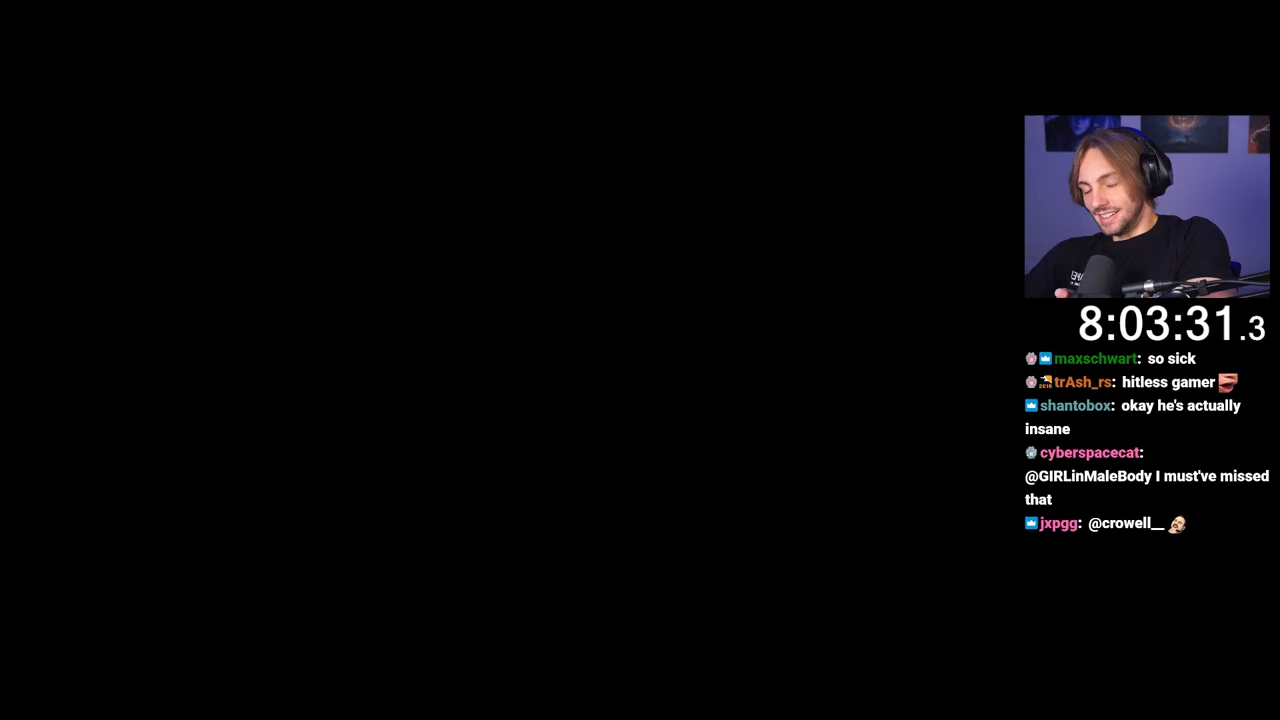 8:03:31.3
maxschwart: so sick
trAsh_rs: hitless gamer
shantobox: okay he's actually
insane
cyberspacecat:
@GIRLinMaleBody I must've missed
that
jxpgg: @crowell__